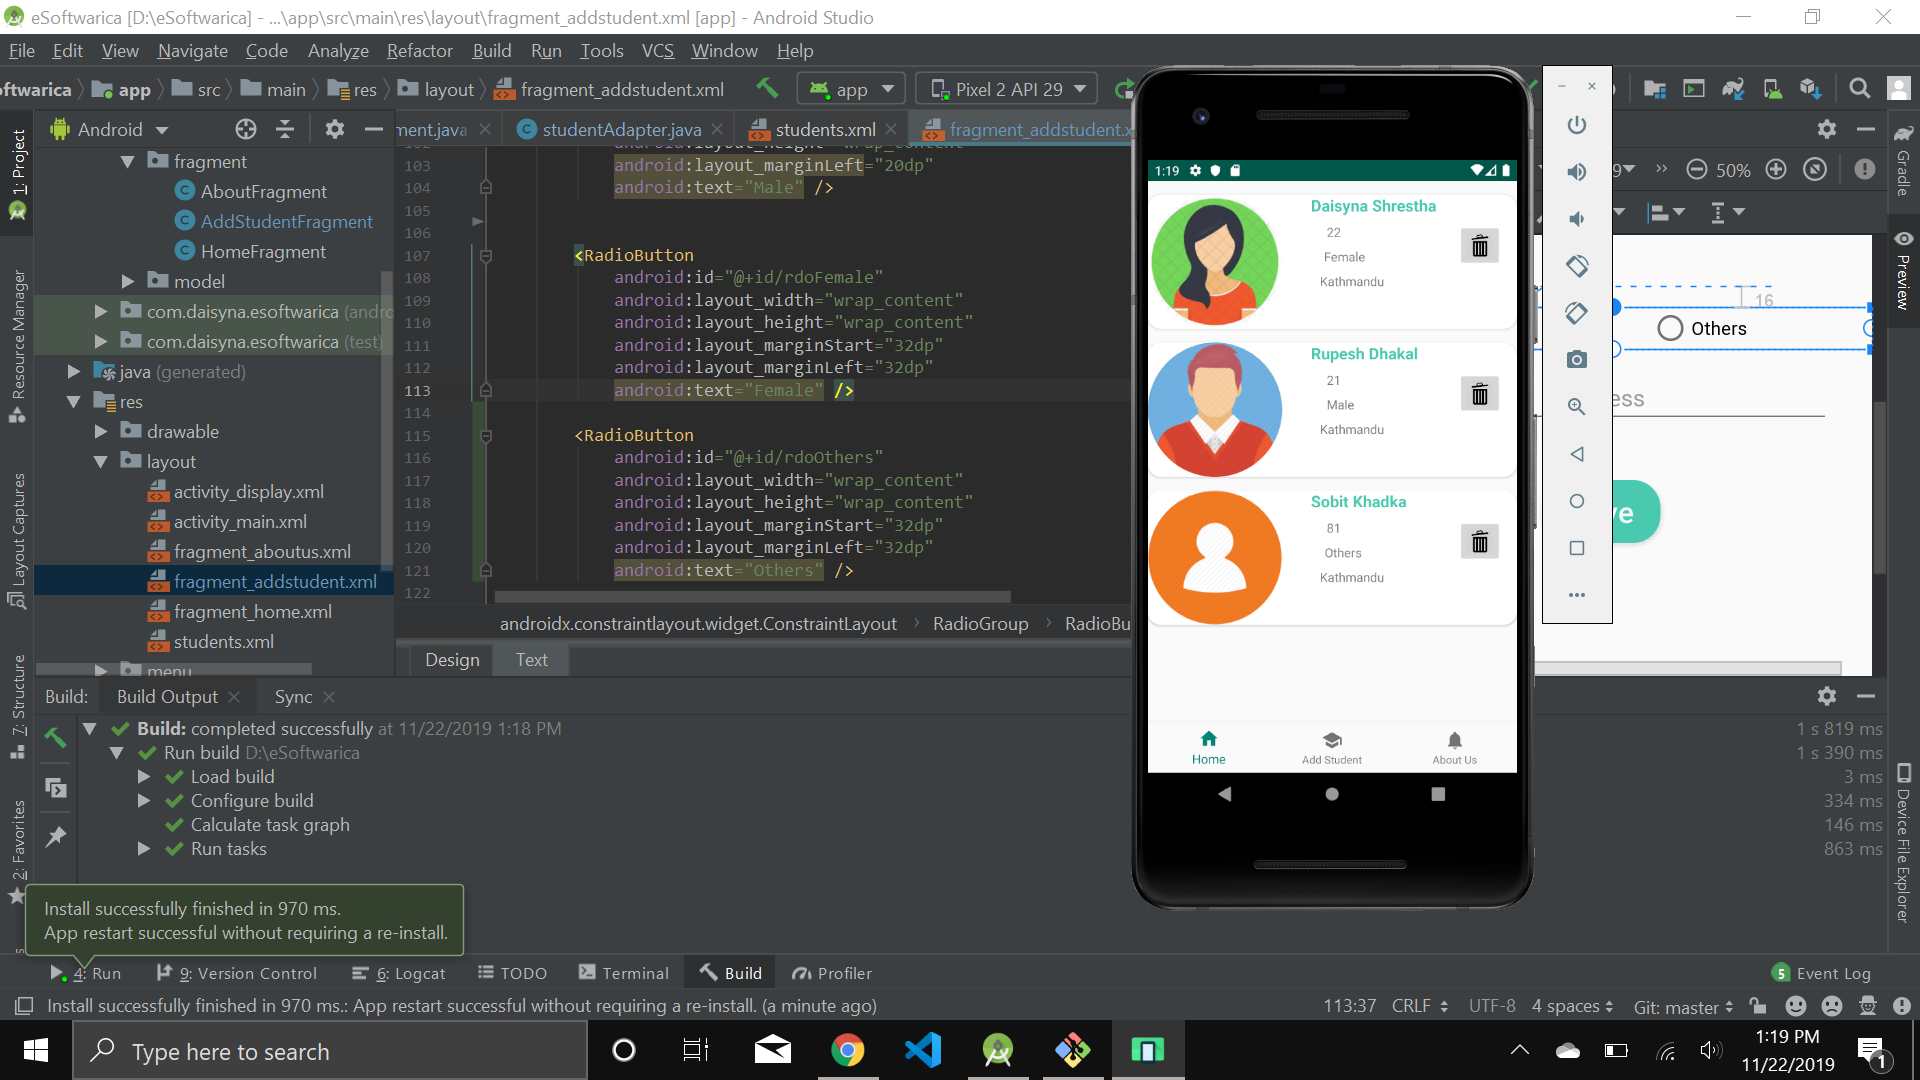 eSoftwarica [D:\eSoftwarica] - ...\app\src\main\res\layout\fragment_addstudent.xml [app] - Android Studio
File Edit View Navigate Code Analyze Refactor Build Run Tools VCS Window Help
oftwarica app src main res layout fragment_addstudent.xml app Pixel 2 API 29
Android
ment.java studentAdapter.java students.xml fragment_addstudent.x
1: Project
Resource Manager
Layout Captures
7: Structure
2: Favorites
fragment
AboutFragment
AddStudentFragment
HomeFragment
model
com.daisyna.esoftwarica (andro
com.daisyna.esoftwarica (test)
java (generated)
res
drawable
layout
activity_display.xml
activity_main.xml
fragment_aboutus.xml
fragment_addstudent.xml
fragment_home.xml
students.xml
menu
103 android:layout_marginLeft="20dp"
104 android:text="Male" />
105
106
107 <RadioButton
108 android:id="@+id/rdoFemale"
109 android:layout_width="wrap_content"
110 android:layout_height="wrap_content"
111 android:layout_marginStart="32dp"
112 android:layout_marginLeft="32dp"
113 android:text="Female" />
114
115 <RadioButton
116 android:id="@+id/rdoOthers"
117 android:layout_width="wrap_content"
118 android:layout_height="wrap_content"
119 android:layout_marginStart="32dp"
120 android:layout_marginLeft="32dp"
121 android:text="Others" />
122
androidx.constraintlayout.widget.ConstraintLayout RadioGroup RadioBu
Design Text
1:19
Daisyna Shrestha
22
Female
Kathmandu
Rupesh Dhakal
21
Male
Kathmandu
Sobit Khadka
81
Others
Kathmandu
Home Add Student About Us
50%
16
Others
ess
ve
Gradle
Preview
Device File Explorer
Build: Build Output Sync
Build: completed successfully at 11/22/2019 1:18 PM 1 s 819 ms
Run build D:\eSoftwarica 1 s 390 ms
Load build 3 ms
Configure build 334 ms
Calculate task graph 146 ms
Run tasks 863 ms
Install successfully finished in 970 ms.
App restart successful without requiring a re-install.
4: Run 9: Version Control 6: Logcat TODO Terminal Build Profiler 5 Event Log
Install successfully finished in 970 ms.: App restart successful without requiring a re-install. (a minute ago) 113:37 CRLF UTF-8 4 spaces Git: master
Type here to search
1:19 PM
11/22/2019
1